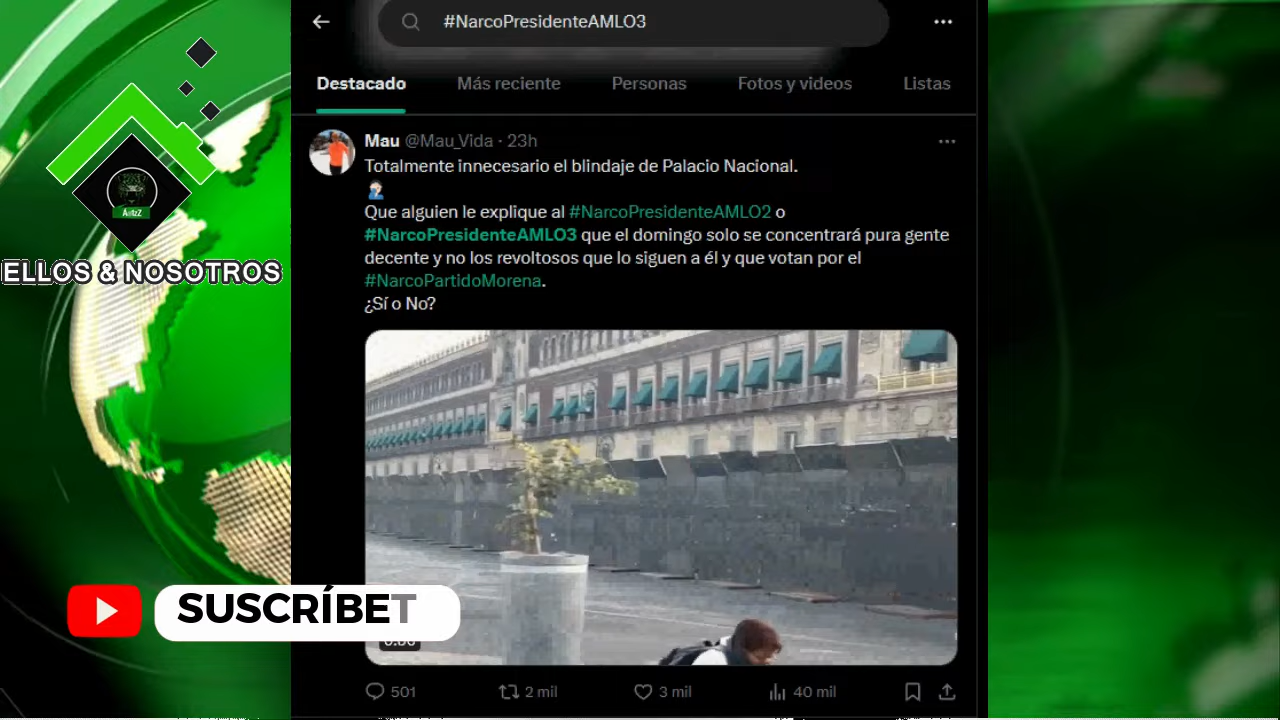 #NarcoPresidenteAMLO3
Destacado
Más reciente
Personas
Fotos y videos
Listas
Mau @Mau_Vida · 23h
Totalmente innecesario el blindaje de Palacio Nacional.
Que alguien le explique al #NarcoPresidenteAMLO2 o
#NarcoPresidenteAMLO3 que el domingo solo se concentrará pura gente
decente y no los revoltosos que lo siguen a él y que votan por el
#NarcoPartidoMorena.
¿Sí o No?
ELLOS & NOSOTROS
SUSCRÍBET
501
2 mil
3 mil
40 mil